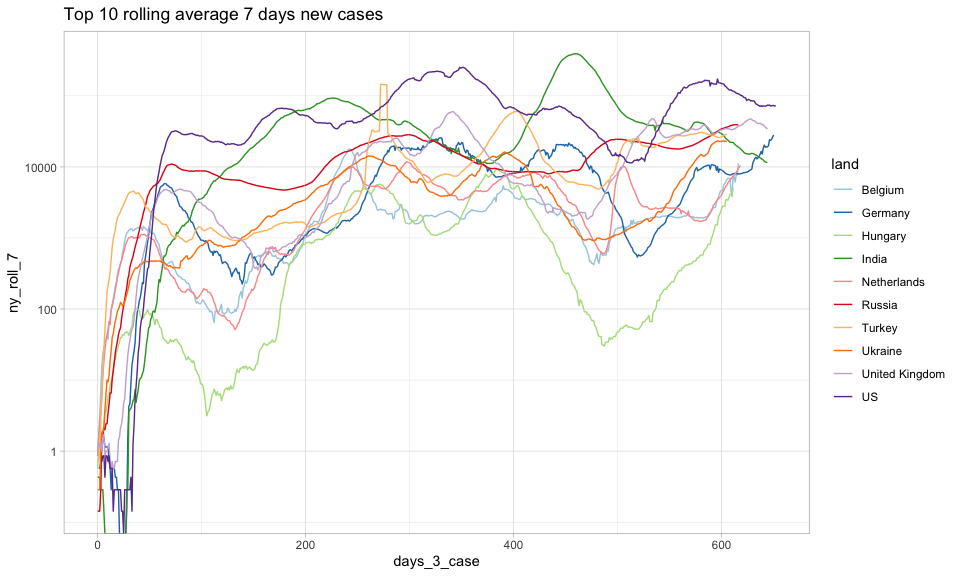 Top 10 rolling average 7 days new cases
ny_roll_7
10000
100
1
0
200
400
600
days_3_case
land
Belgium
Germany
Hungary
India
Netherlands
Russia
Turkey
Ukraine
United Kingdom
US